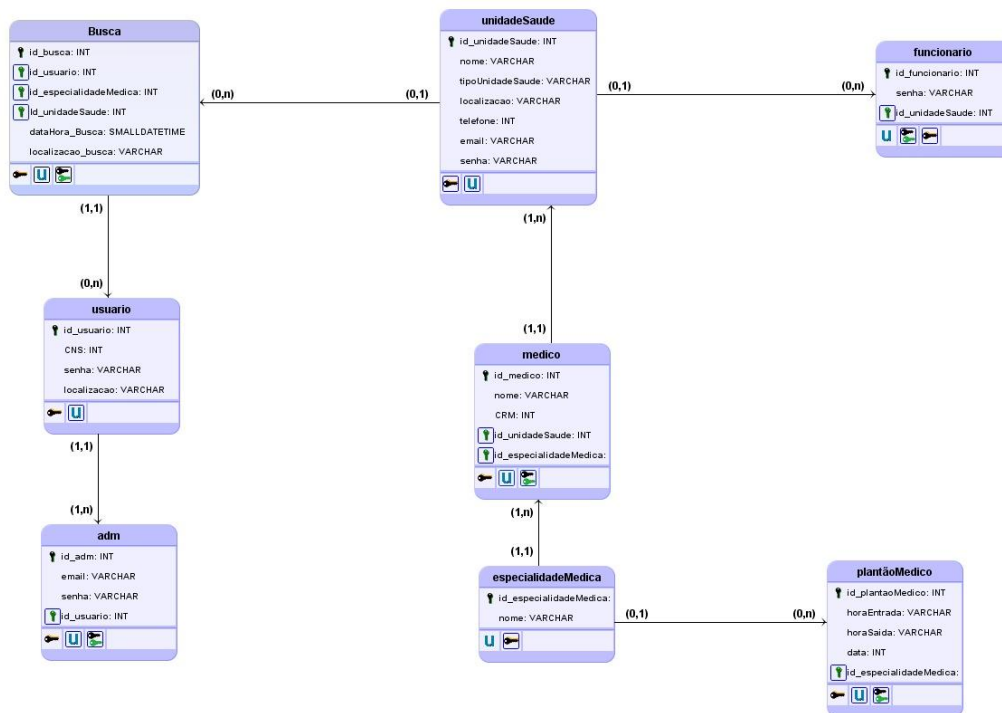 Busca
id_busca: INT
id_usuario: INT
id_especialidadeMedica: INT
Id_unidadeSaude: INT
dataHora_Busca: SMALLDATETIME
localizacao_busca: VARCHAR
(0,n)
(0,1)
unidadeSaude
id_unidadeSaude: INT
nome: VARCHAR
tipoUnidadeSaude: VARCHAR
localizacao: VARCHAR
telefone: INT
email: VARCHAR
senha: VARCHAR
(0,1)
(0,n)
funcionario
id_funcionario: INT
senha: VARCHAR
id_unidadeSaude: INT
(1,1)
(0,n)
usuario
id_usuario: INT
CNS: INT
senha: VARCHAR
localizacao: VARCHAR
(1,1)
(1,n)
adm
id_adm: INT
email: VARCHAR
senha: VARCHAR
id_usuario: INT
(1,n)
(1,1)
medico
id_medico: INT
nome: VARCHAR
CRM: INT
id_unidadeSaude: INT
id_especialidadeMedica:
(1,n)
(1,1)
especialidadeMedica
id_especialidadeMedica:
nome: VARCHAR
(0,1)
(0,n)
plantãoMedico
id_plantaoMedico: INT
horaEntrada: VARCHAR
horaSaida: VARCHAR
data: INT
id_especialidadeMedica: